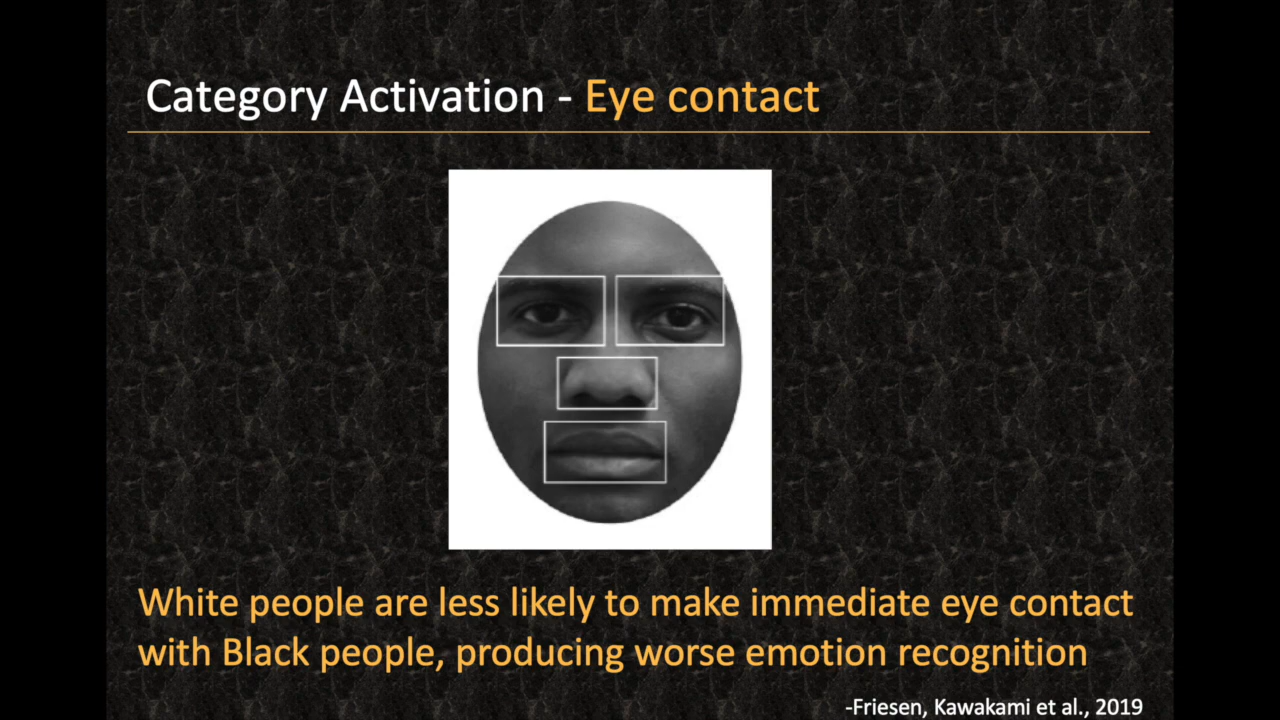 Category Activation - Eye contact
White people are less likely to make immediate eye contact
with Black people, producing worse emotion recognition
-Friesen, Kawakami et al., 2019